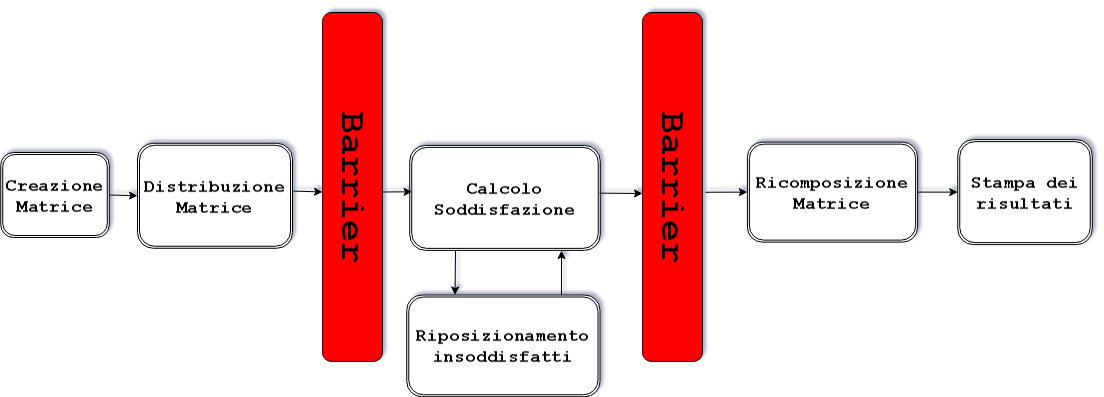 Creazione
Matrice
Distribuzione
Matrice
Barrier
Calcolo
Soddisfazione
Riposizionamento
insoddisfatti
Barrier
Ricomposizione
Matrice
Stampa dei
risultati